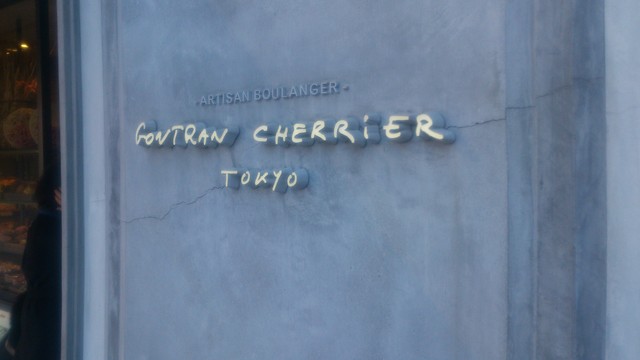 -ARTISAN BOULANGER-
GONTRAN CHERRiER
TOKYO